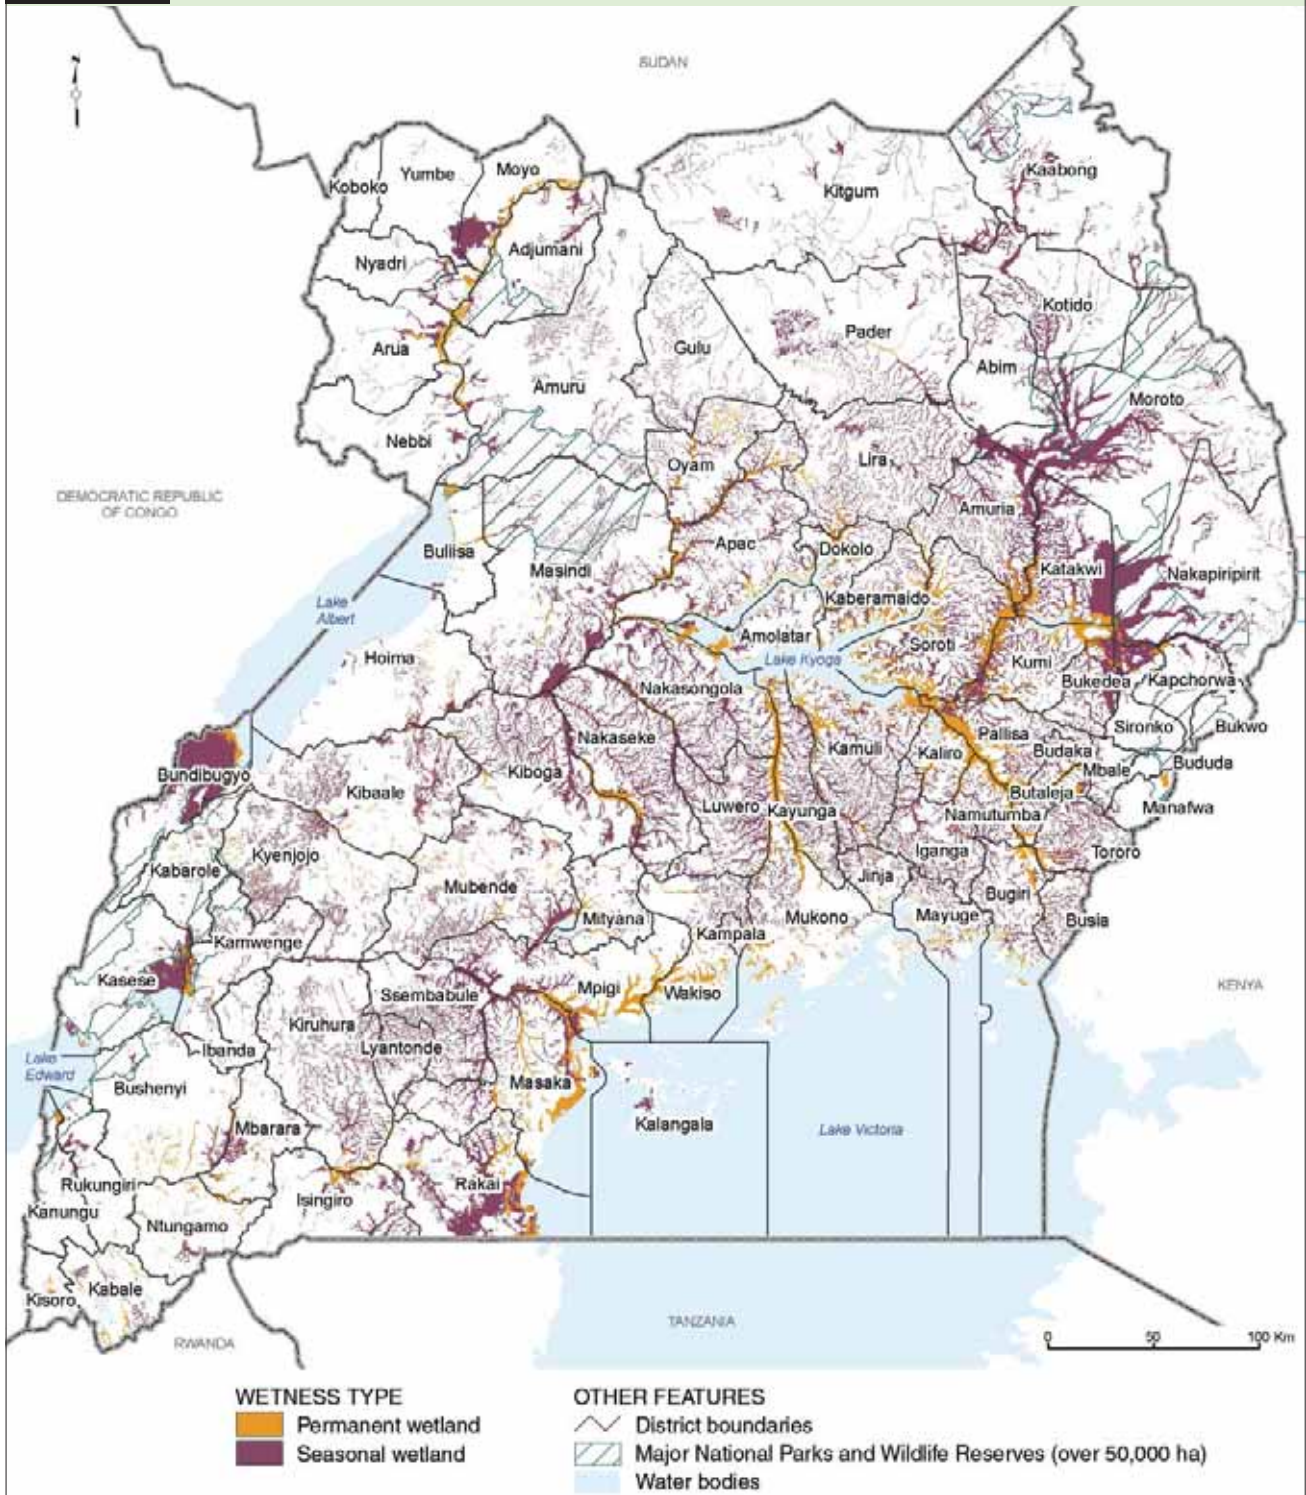 SUDAN
Koboko
Yumbe
Moyo
Kaabong
Kitgum
Nyadri
Adjumani
Kotido
Arua
Gulu
Pader
Abim
Amuru
Moroto
Nebbi
Oyam
Lira
DEMOCRATIC REPUBLIC
OF CONGO
Amuria
Buliisa
Apac
Dokolo
Masindi
Katakwi
Nakapiripirit
Kaberamaido
Lake
Albert
Amolatar
Soroti
Hoima
Lake Kyoga
Kumi
Nakasongola
Bukedea
Kapchorwa
Nakaseke
Pallisa
Sironko
Bukwo
Kamuli
Kaliro
Budaka
Bundibugyo
Kiboga
Mbale
Bududa
Kibaale
Butaleja
Luwero
Kayunga
Namutumba
Manafwa
Kyenjojo
Iganga
Tororo
Kabarole
Mubende
Jinja
Bugiri
Mityana
Mukono
Mayuge
Busia
Kamwenge
Kampala
Kasese
Ssembabule
Mpigi
Wakiso
KENYA
Kiruhura
Ibanda
Lyantonde
Lake
Edward
Bushenyi
Masaka
Mbarara
Kalangala
Lake Victoria
Rukungiri
Rakai
Kanungu
Isingiro
Ntungamo
Kisoro
Kabale
RWANDA
TANZANIA
0 50 100 Km
WETNESS TYPE
Permanent wetland
Seasonal wetland
OTHER FEATURES
District boundaries
Major National Parks and Wildlife Reserves (over 50,000 ha)
Water bodies